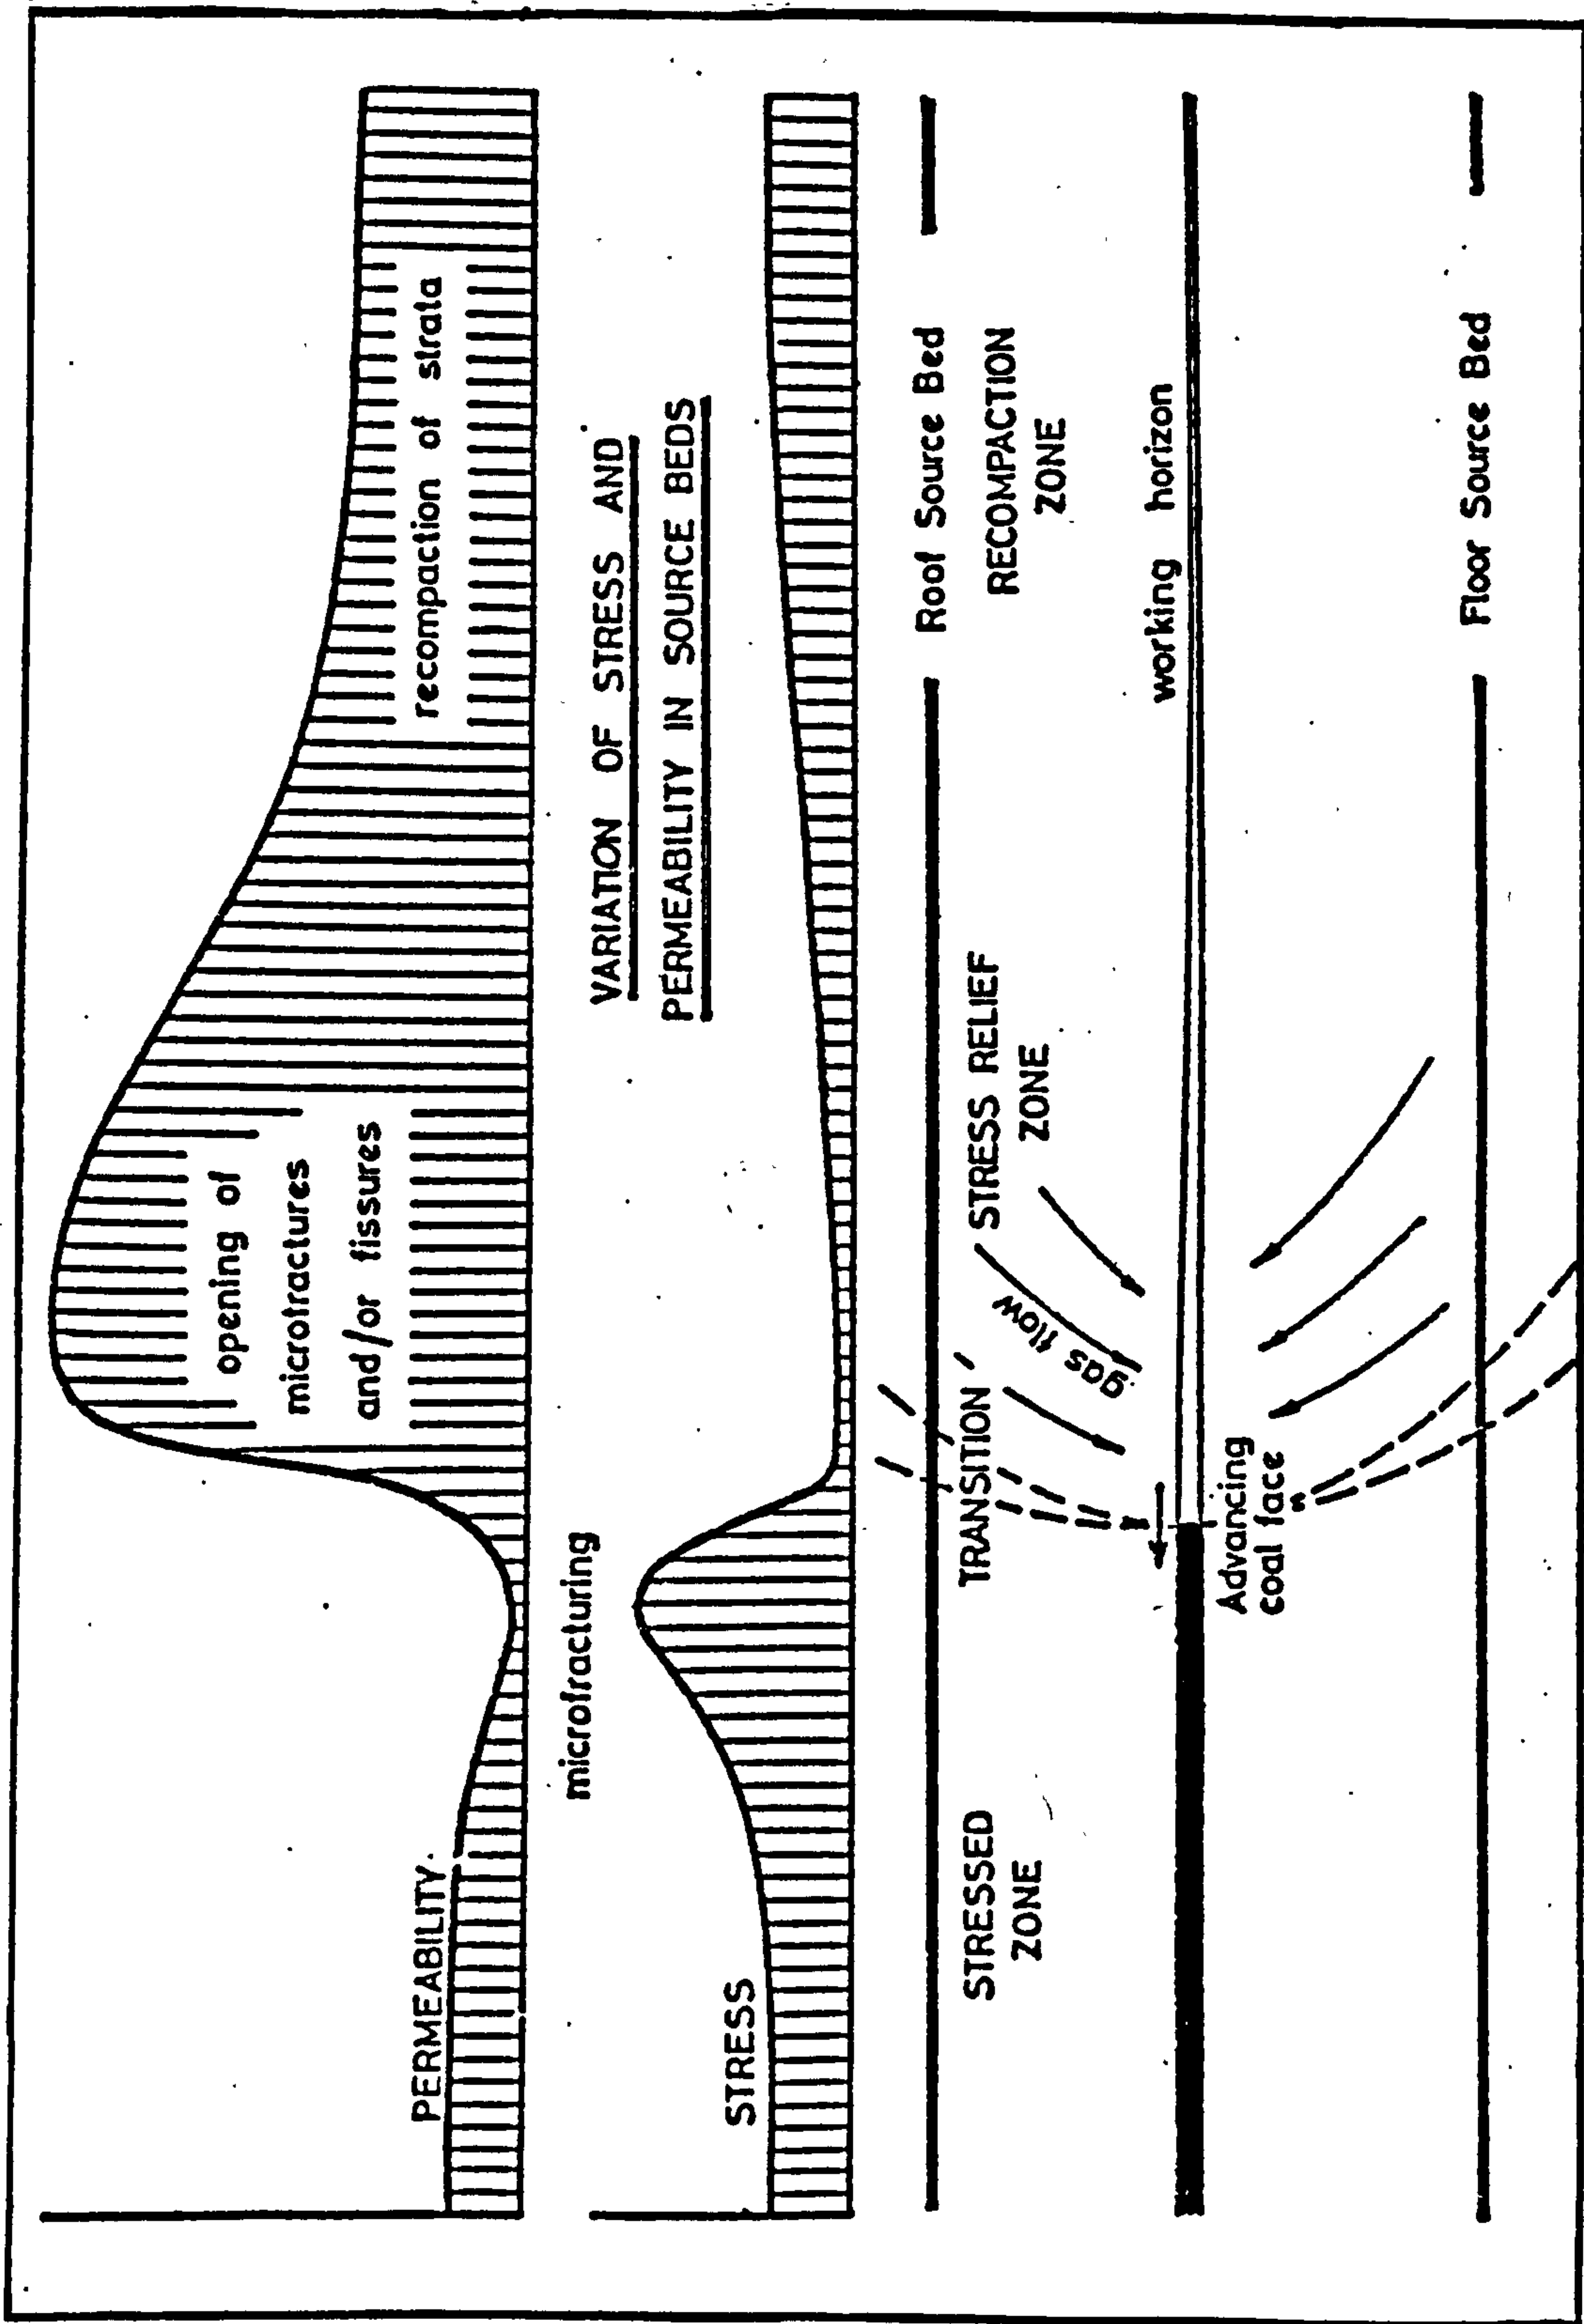 PERMEABILITY
opening of
microfractures
and/or fissures
recompaction of strata
microfracturing
VARIATION OF STRESS AND
PERMEABILITY IN SOURCE BEDS
STRESS
Roof Source Bed
STRESSED
ZONE
TRANSITION
STRESS RELIEF
ZONE
RECOMPACTION
ZONE
gas flow
working horizon
Advancing
coal face
Floor Source Bed